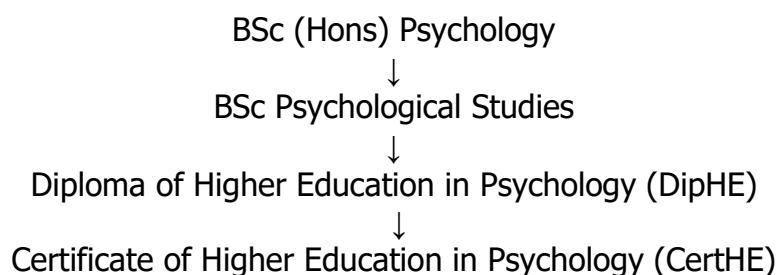 BSc (Hons) Psychology
↓
BSc Psychological Studies
↓
Diploma of Higher Education in Psychology (DipHE)
↓
Certificate of Higher Education in Psychology (CertHE)